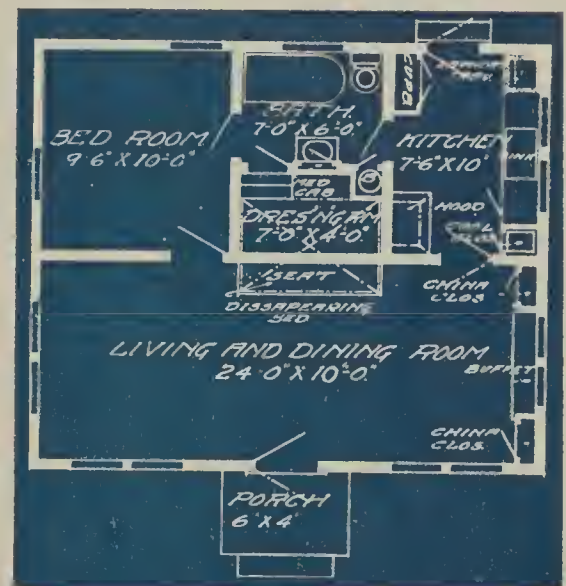 BATH.
7'-0" X 6'-0".
CUPD
BED ROOM
9'-6" X 10'-0"
KITCHEN
7'-6" X 10'
SINK
MED
CAB
HOOD
DRES'NG RM
7'-0" X 4'-0".
SEAT
DISSAPEARING
BED
CHINA
CLOS
LIVING AND DINING ROOM
24'-0" X 10'-0".
BUFFET
CHINA
CLOS.
PORCH
6' X 4'